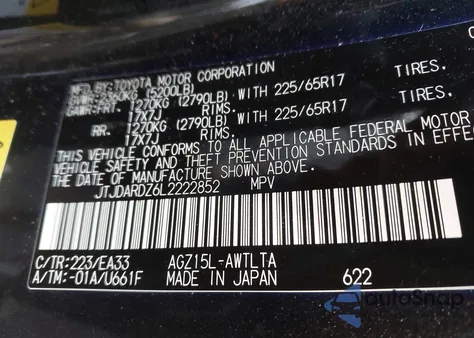 MFD.BY:TOYOTA MOTOR CORPORATION
(5200LB)
FRT. 1270KG (2790LB) WITH 225/65R17 TIRES,
17X7J RIMS.
RR. 1270KG (2790LB) WITH 225/65R17 TIRES,
17X7J RIMS.
THIS VEHICLE CONFORMS TO ALL APPLICABLE FEDERAL MOTOR
VEHICLE SAFETY AND THEFT PREVENTION STANDARDS IN EFFE
ON THE DATE OF MANUFACTURE SHOWN ABOVE.
JTJDARDZ6L2222852 MPV
C/TR:223/EA33 AGZ15L-AWTLTA
A/TM:-01A/U661F MADE IN JAPAN 622
autoSnap